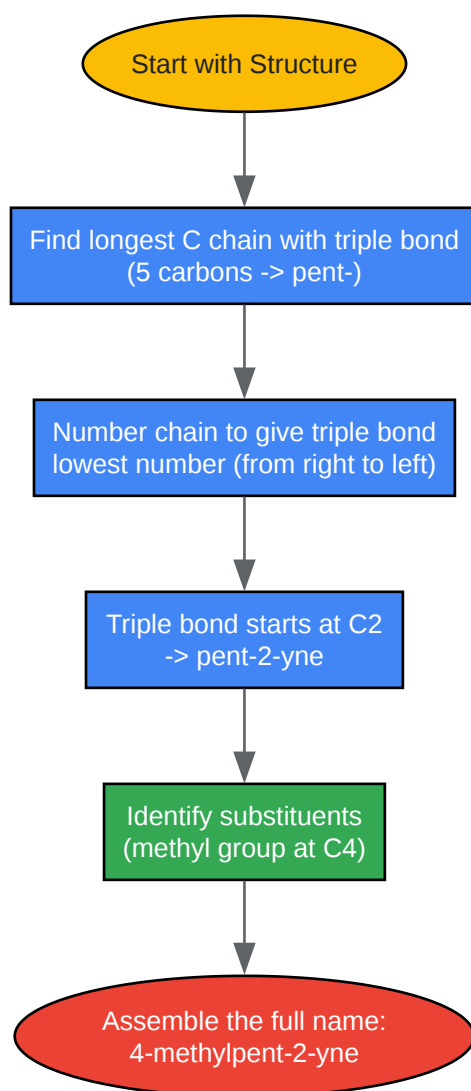 Start with Structure
Find longest C chain with triple bond
(5 carbons -> pent-)
Number chain to give triple bond
lowest number (from right to left)
Triple bond starts at C2
-> pent-2-yne
Identify substituents
(methyl group at C4)
Assemble the full name:
4-methylpent-2-yne